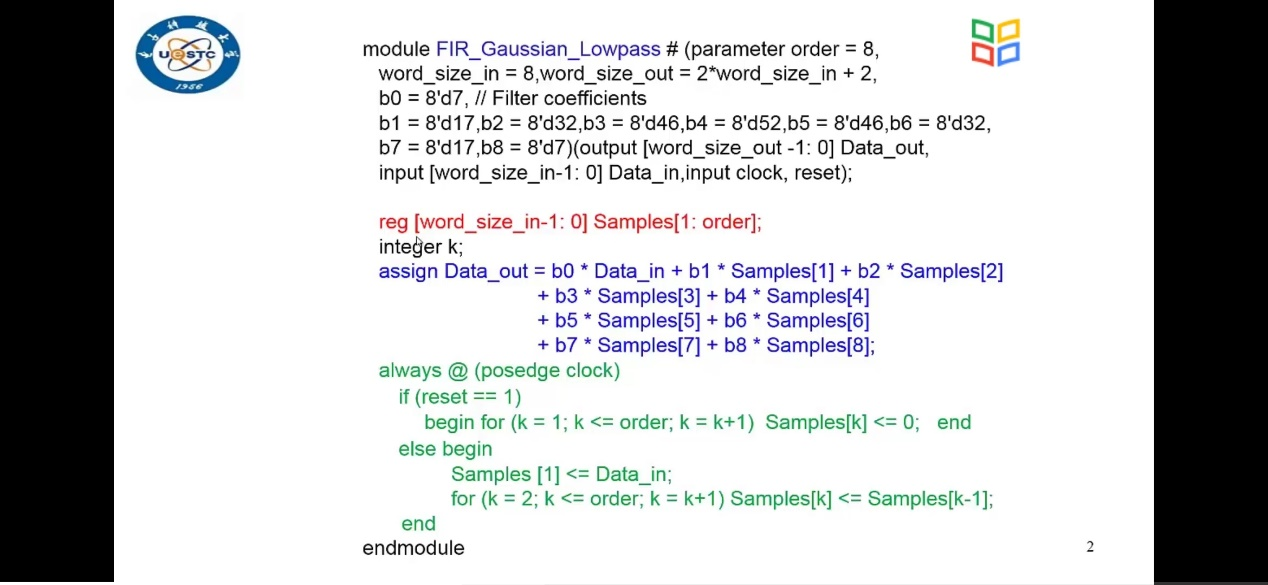 UESTC
1956
module FIR_Gaussian_Lowpass # (parameter order = 8,
word_size_in = 8,word_size_out = 2*word_size_in + 2,
b0 = 8'd7, // Filter coefficients
b1 = 8'd17,b2 = 8'd32,b3 = 8'd46,b4 = 8'd52,b5 = 8'd46,b6 = 8'd32,
b7 = 8'd17,b8 = 8'd7)(output [word_size_out -1: 0] Data_out,
input [word_size_in-1: 0] Data_in,input clock, reset);
reg [word_size_in-1: 0] Samples[1: order];
integer k;
assign Data_out = b0 * Data_in + b1 * Samples[1] + b2 * Samples[2]
+ b3 * Samples[3] + b4 * Samples[4]
+ b5 * Samples[5] + b6 * Samples[6]
+ b7 * Samples[7] + b8 * Samples[8];
always @ (posedge clock)
if (reset == 1)
begin for (k = 1; k <= order; k = k+1) Samples[k] <= 0; end
else begin
Samples [1] <= Data_in;
for (k = 2; k <= order; k = k+1) Samples[k] <= Samples[k-1];
end
endmodule
2